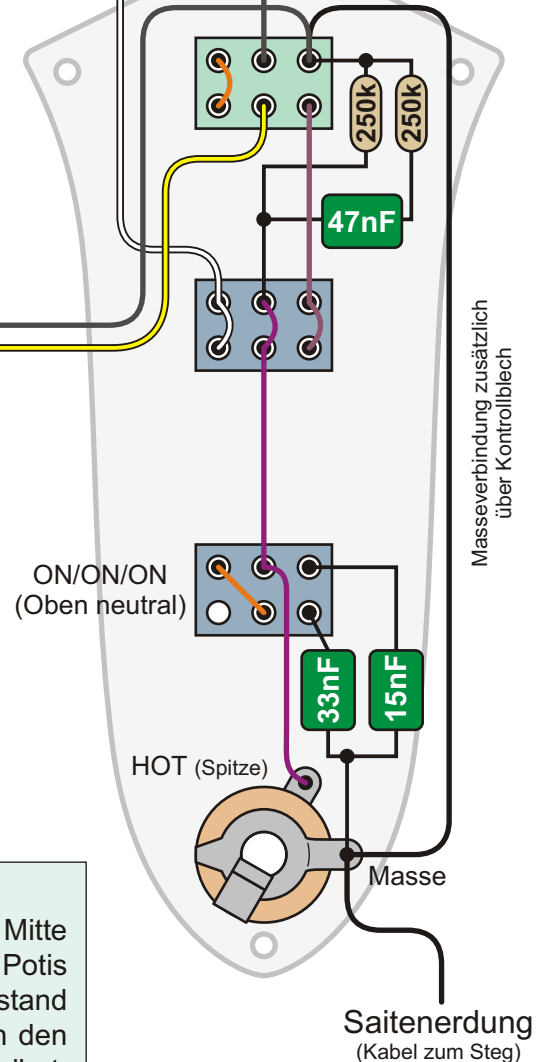 250k
250k
47nF
Masseverbindung zusätzlich
über Kontrollblech
ON/ON/ON
(Oben neutral)
33nF
15nF
HOT (Spitze)
Masse
Mitte
Potis
stand
den
Saitenerdung
(Kabel zum Steg)